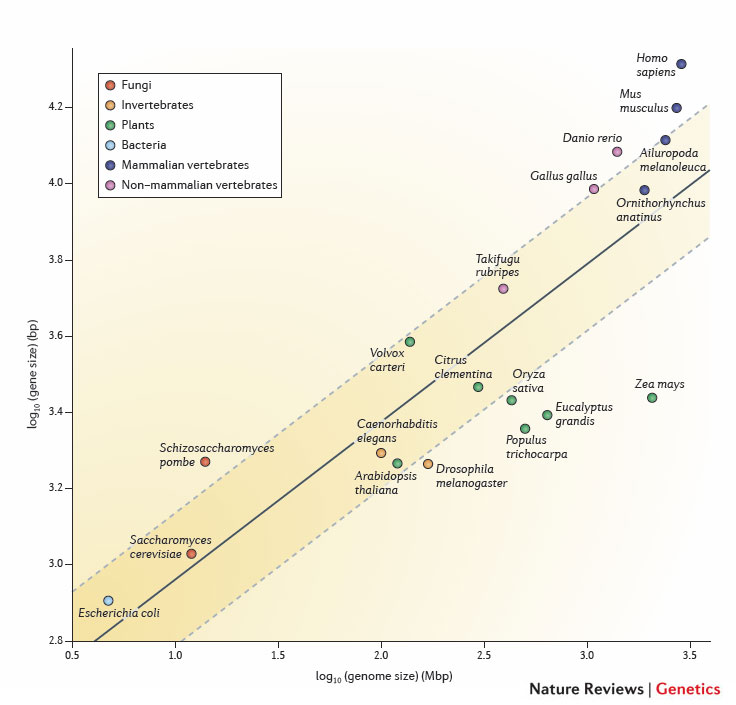 Fungi
Invertebrates
Plants
Bacteria
Mammalian vertebrates
Non–mammalian vertebrates
Homo
sapiens
Mus
musculus
Danio rerio
Ailuropoda
melanoleuca
Gallus gallus
Ornithorhynchus
anatinus
Takifugu
rubripes
Volvox
carteri
Citrus
clementina
Oryza
sativa
Zea mays
Eucalyptus
grandis
Populus
trichocarpa
Caenorhabditis
elegans
Schizosaccharomyces
pombe
Arabidopsis
thaliana
Drosophila
melanogaster
Saccharomyces
cerevisiae
Escherichia coli
log10 (gene size) (bp)
4.2
4.0
3.8
3.6
3.4
3.2
3.0
2.8
0.5 1.0 1.5 2.0 2.5 3.0 3.5
log10 (genome size) (Mbp)
Nature Reviews | Genetics